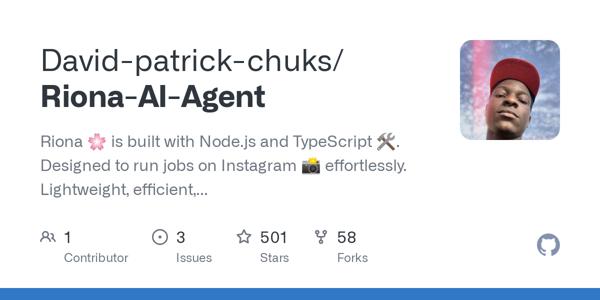 David-patrick-chuks/
Riona-AI-Agent
Riona 🌸 is built with Node.js and TypeScript 🛠️.
Designed to run jobs on Instagram 📸 effortlessly.
Lightweight, efficient,...
1 3 501 58
Contributor Issues Stars Forks